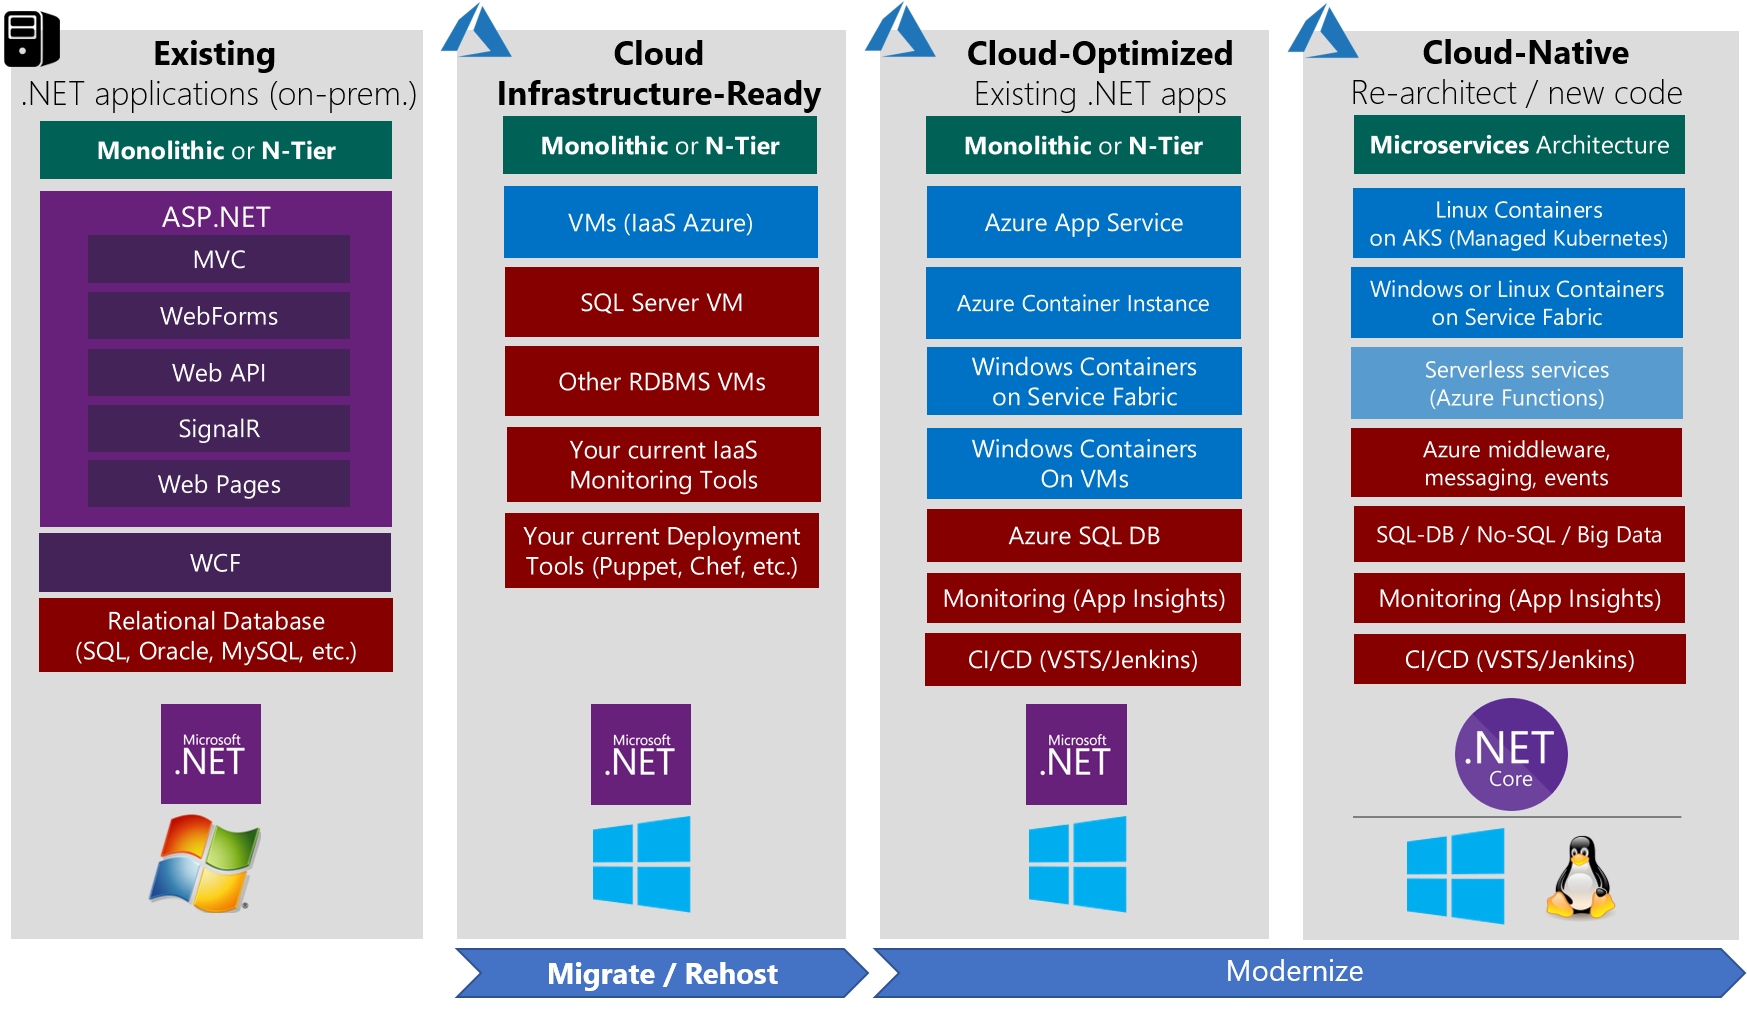 Existing
.NET applications (on-prem.)
Monolithic or N-Tier
ASP.NET
MVC
WebForms
Web API
SignalR
Web Pages
WCF
Relational Database
(SQL, Oracle, MySQL, etc.)
Microsoft
.NET
Cloud
Infrastructure-Ready
Monolithic or N-Tier
VMs (IaaS Azure)
SQL Server VM
Other RDBMS VMs
Your current IaaS
Monitoring Tools
Your current Deployment
Tools (Puppet, Chef, etc.)
Microsoft
.NET
Cloud-Optimized
Existing .NET apps
Monolithic or N-Tier
Azure App Service
Azure Container Instance
Windows Containers
on Service Fabric
Windows Containers
On VMs
Azure SQL DB
Monitoring (App Insights)
CI/CD (VSTS/Jenkins)
Microsoft
.NET
Cloud-Native
Re-architect / new code
Microservices Architecture
Linux Containers
on AKS (Managed Kubernetes)
Windows or Linux Containers
on Service Fabric
Serverless services
(Azure Functions)
Azure middleware,
messaging, events
SQL-DB / No-SQL / Big Data
Monitoring (App Insights)
CI/CD (VSTS/Jenkins)
.NET
Core
Migrate / Rehost
Modernize